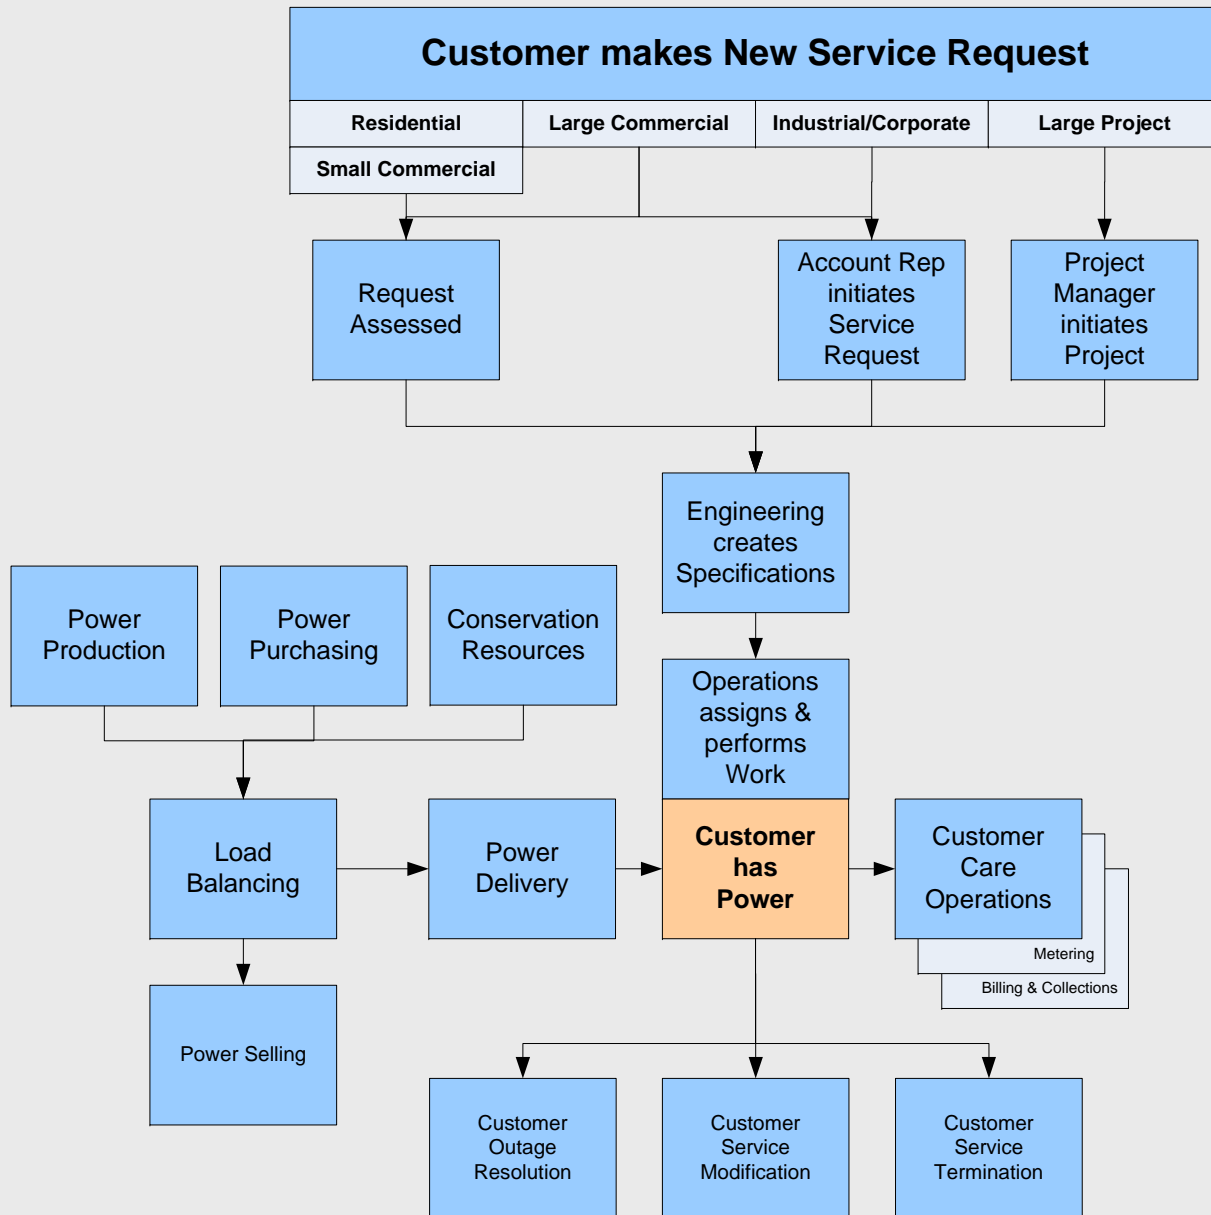 Customer makes New Service Request
Residential
Large Commercial
Industrial/Corporate
Large Project
Small Commercial
Request
Assessed
Account Rep
initiates
Service
Request
Project
Manager
initiates
Project
Engineering
creates
Specifications
Power
Production
Power
Purchasing
Conservation
Resources
Operations
assigns &
performs
Work
Load
Balancing
Power
Delivery
Customer
has
Power
Customer
Care
Operations
Metering
Billing & Collections
Power Selling
Customer
Outage
Resolution
Customer
Service
Modification
Customer
Service
Termination